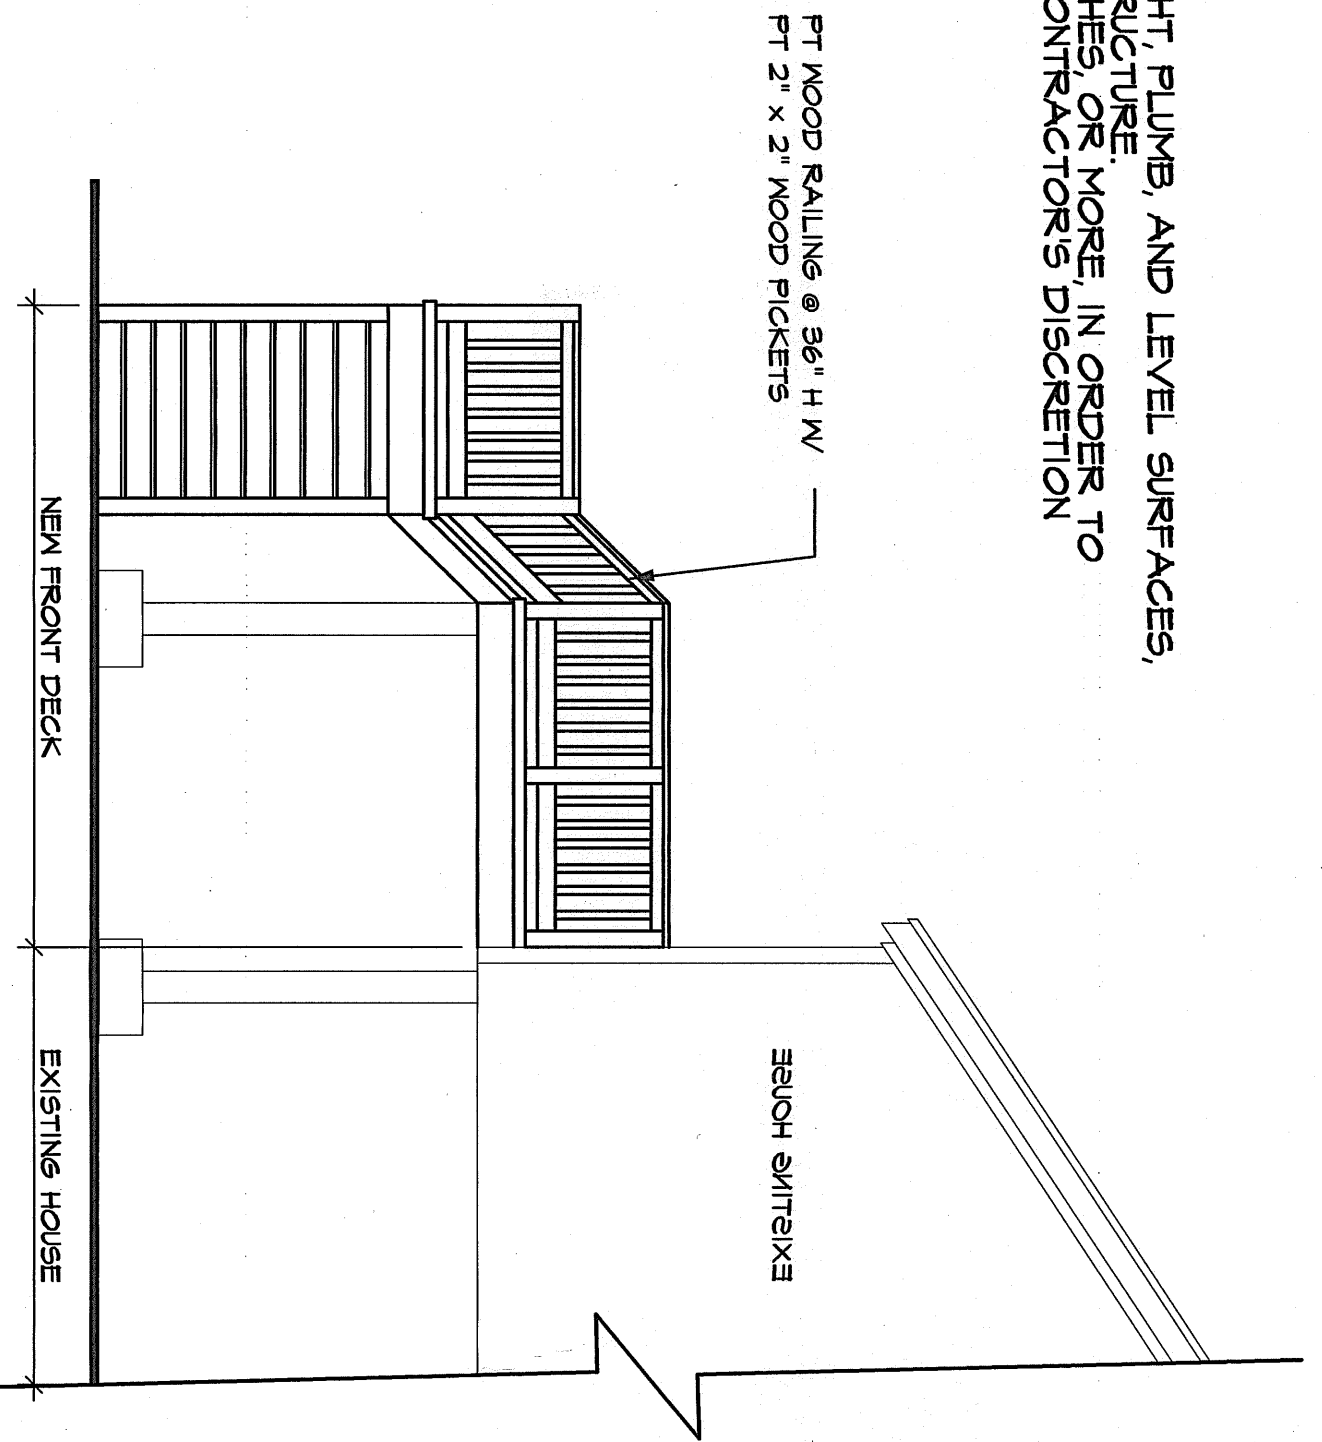 HT, PLUMB, AND LEVEL SURFACES,
RUCTURE.
HES, OR MORE, IN ORDER TO
ONTRACTOR'S DISCRETION
PT WOOD RAILING @ 36" H W/
PT 2" x 2" WOOD PICKETS
EXISTING HOUSE
NEW FRONT DECK
EXISTING HOUSE